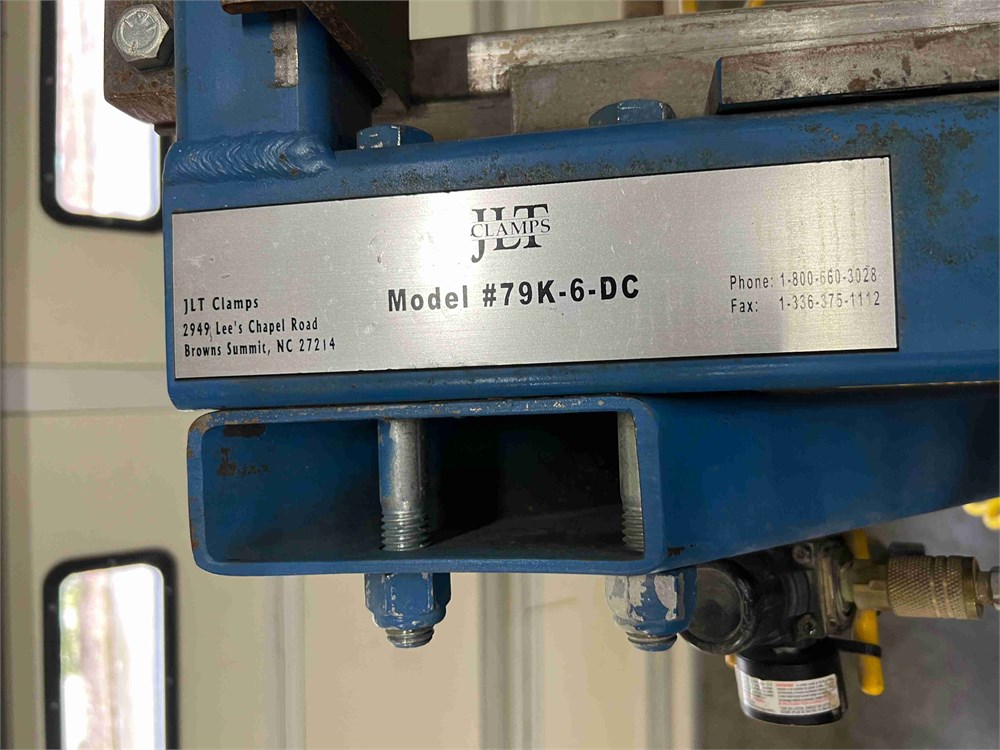 JLT
CLAMPS
Model #79K-6-DC
JLT Clamps
2949 Lee's Chapel Road
Browns Summit, NC 27214
Phone: 1-800-660-3028
Fax: 1-336-375-1112